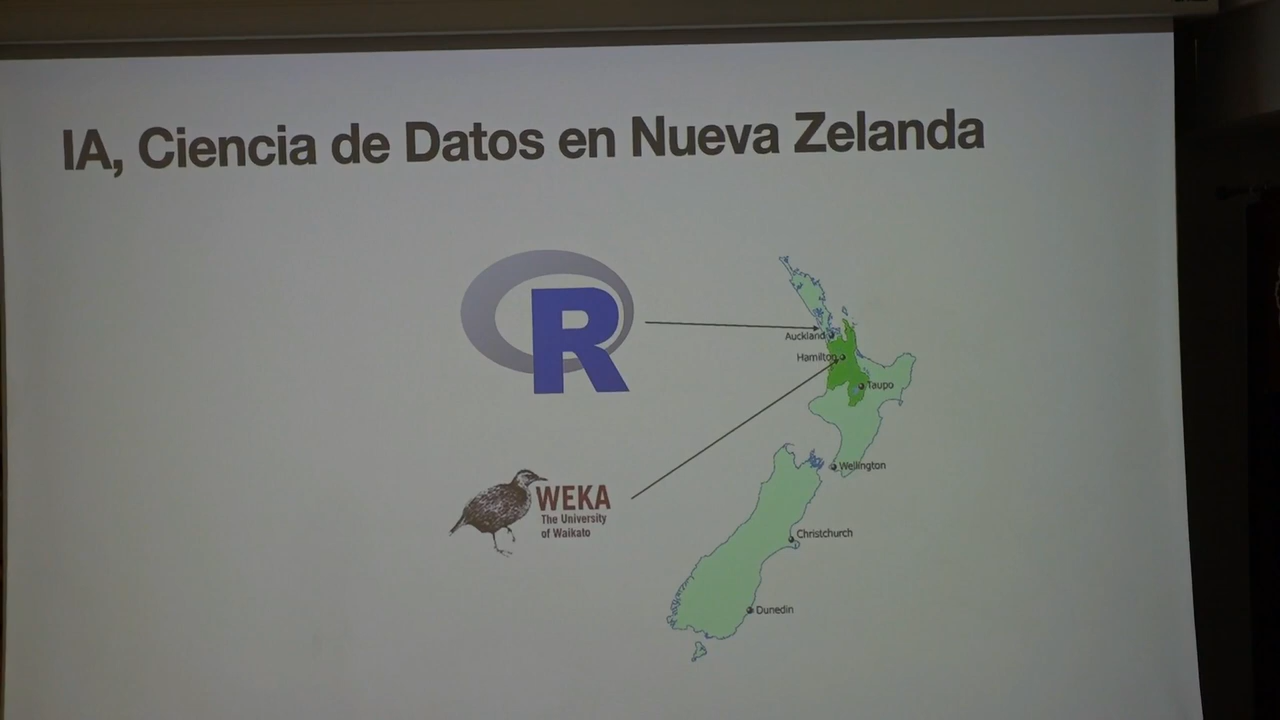 IA, Ciencia de Datos en Nueva Zelanda
R
Auckland
Hamilton
Taupo
WEKA
The University
of Waikato
Wellington
Christchurch
Dunedin